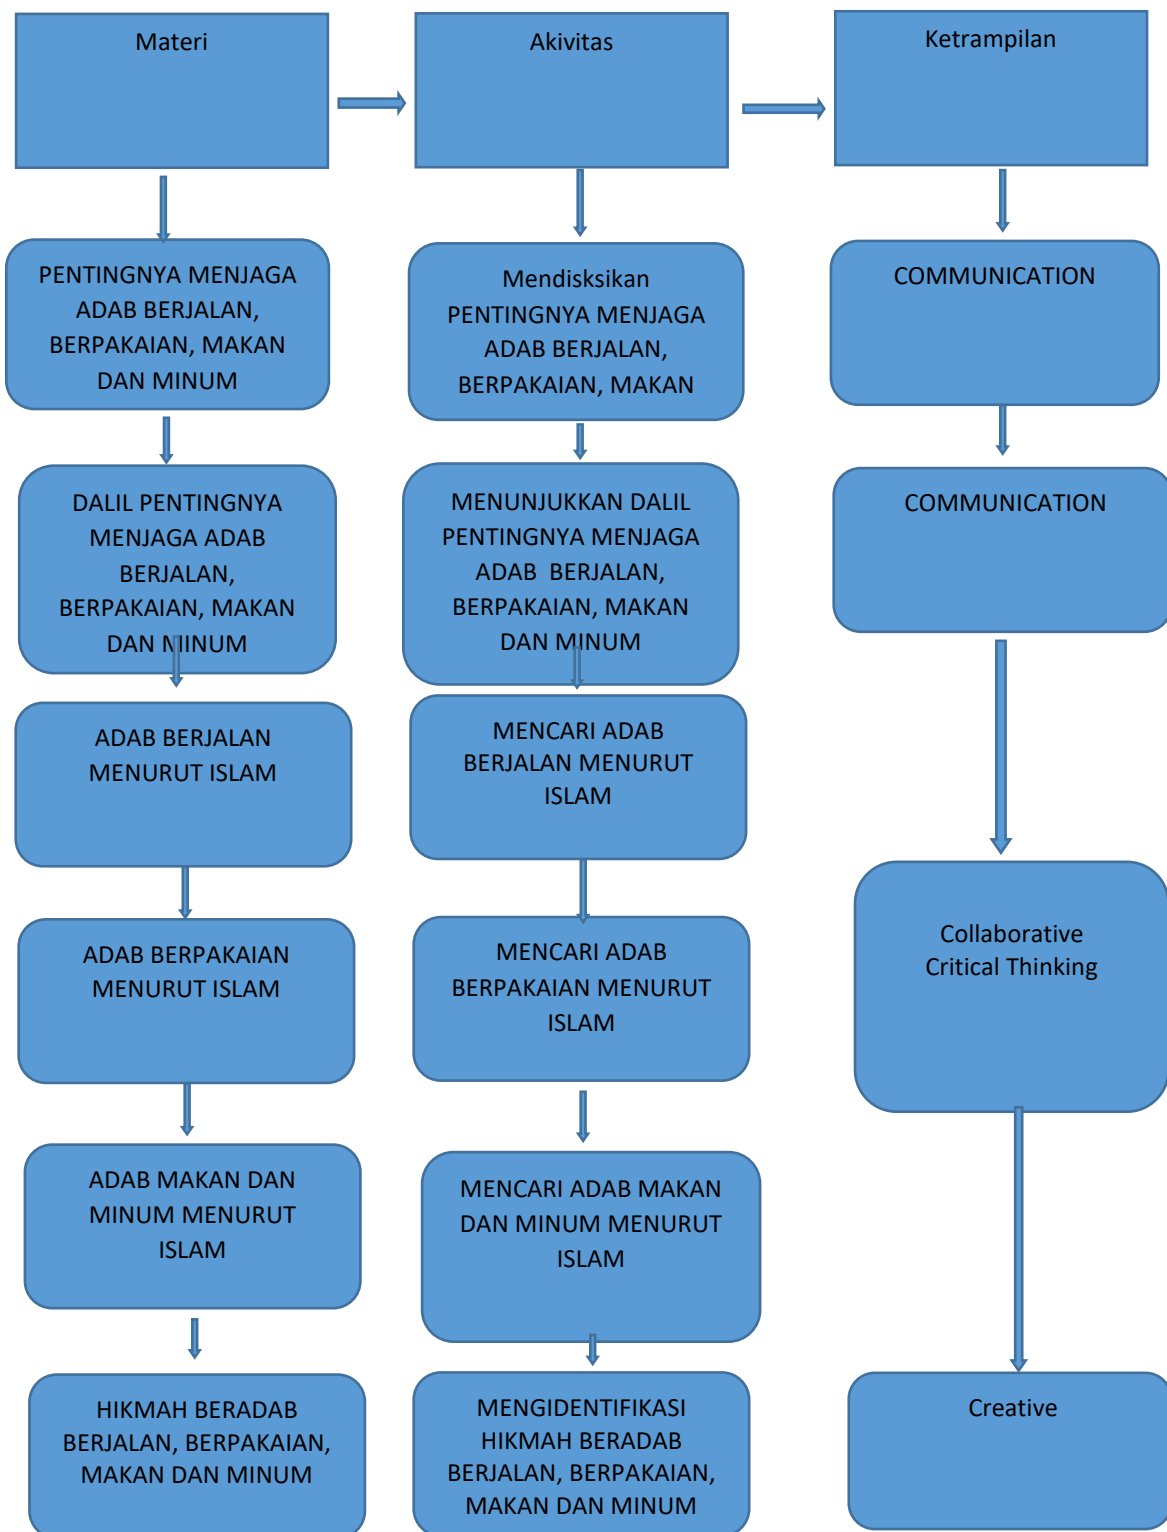 Materi
Akivitas
Ketrampilan
PENTINGNYA MENJAGA
ADAB BERJALAN,
BERPAKAIAN, MAKAN
DAN MINUM
Mendisksikan
PENTINGNYA MENJAGA
ADAB BERJALAN,
BERPAKAIAN, MAKAN
COMMUNICATION
DALIL PENTINGNYA
MENJAGA ADAB
BERJALAN,
BERPAKAIAN, MAKAN
DAN MINUM
MENUNJUKKAN DALIL
PENTINGNYA MENJAGA
ADAB BERJALAN,
BERPAKAIAN, MAKAN
DAN MINUM
COMMUNICATION
ADAB BERJALAN
MENURUT ISLAM
MENCARI ADAB
BERJALAN MENURUT
ISLAM
Collaborative
Critical Thinking
ADAB BERPAKAIAN
MENURUT ISLAM
MENCARI ADAB
BERPAKAIAN MENURUT
ISLAM
ADAB MAKAN DAN
MINUM MENURUT
ISLAM
MENCARI ADAB MAKAN
DAN MINUM MENURUT
ISLAM
HIKMAH BERADAB
BERJALAN, BERPAKAIAN,
MAKAN DAN MINUM
MENGIDENTIFIKASI
HIKMAH BERADAB
BERJALAN, BERPAKAIAN,
MAKAN DAN MINUM
Creative